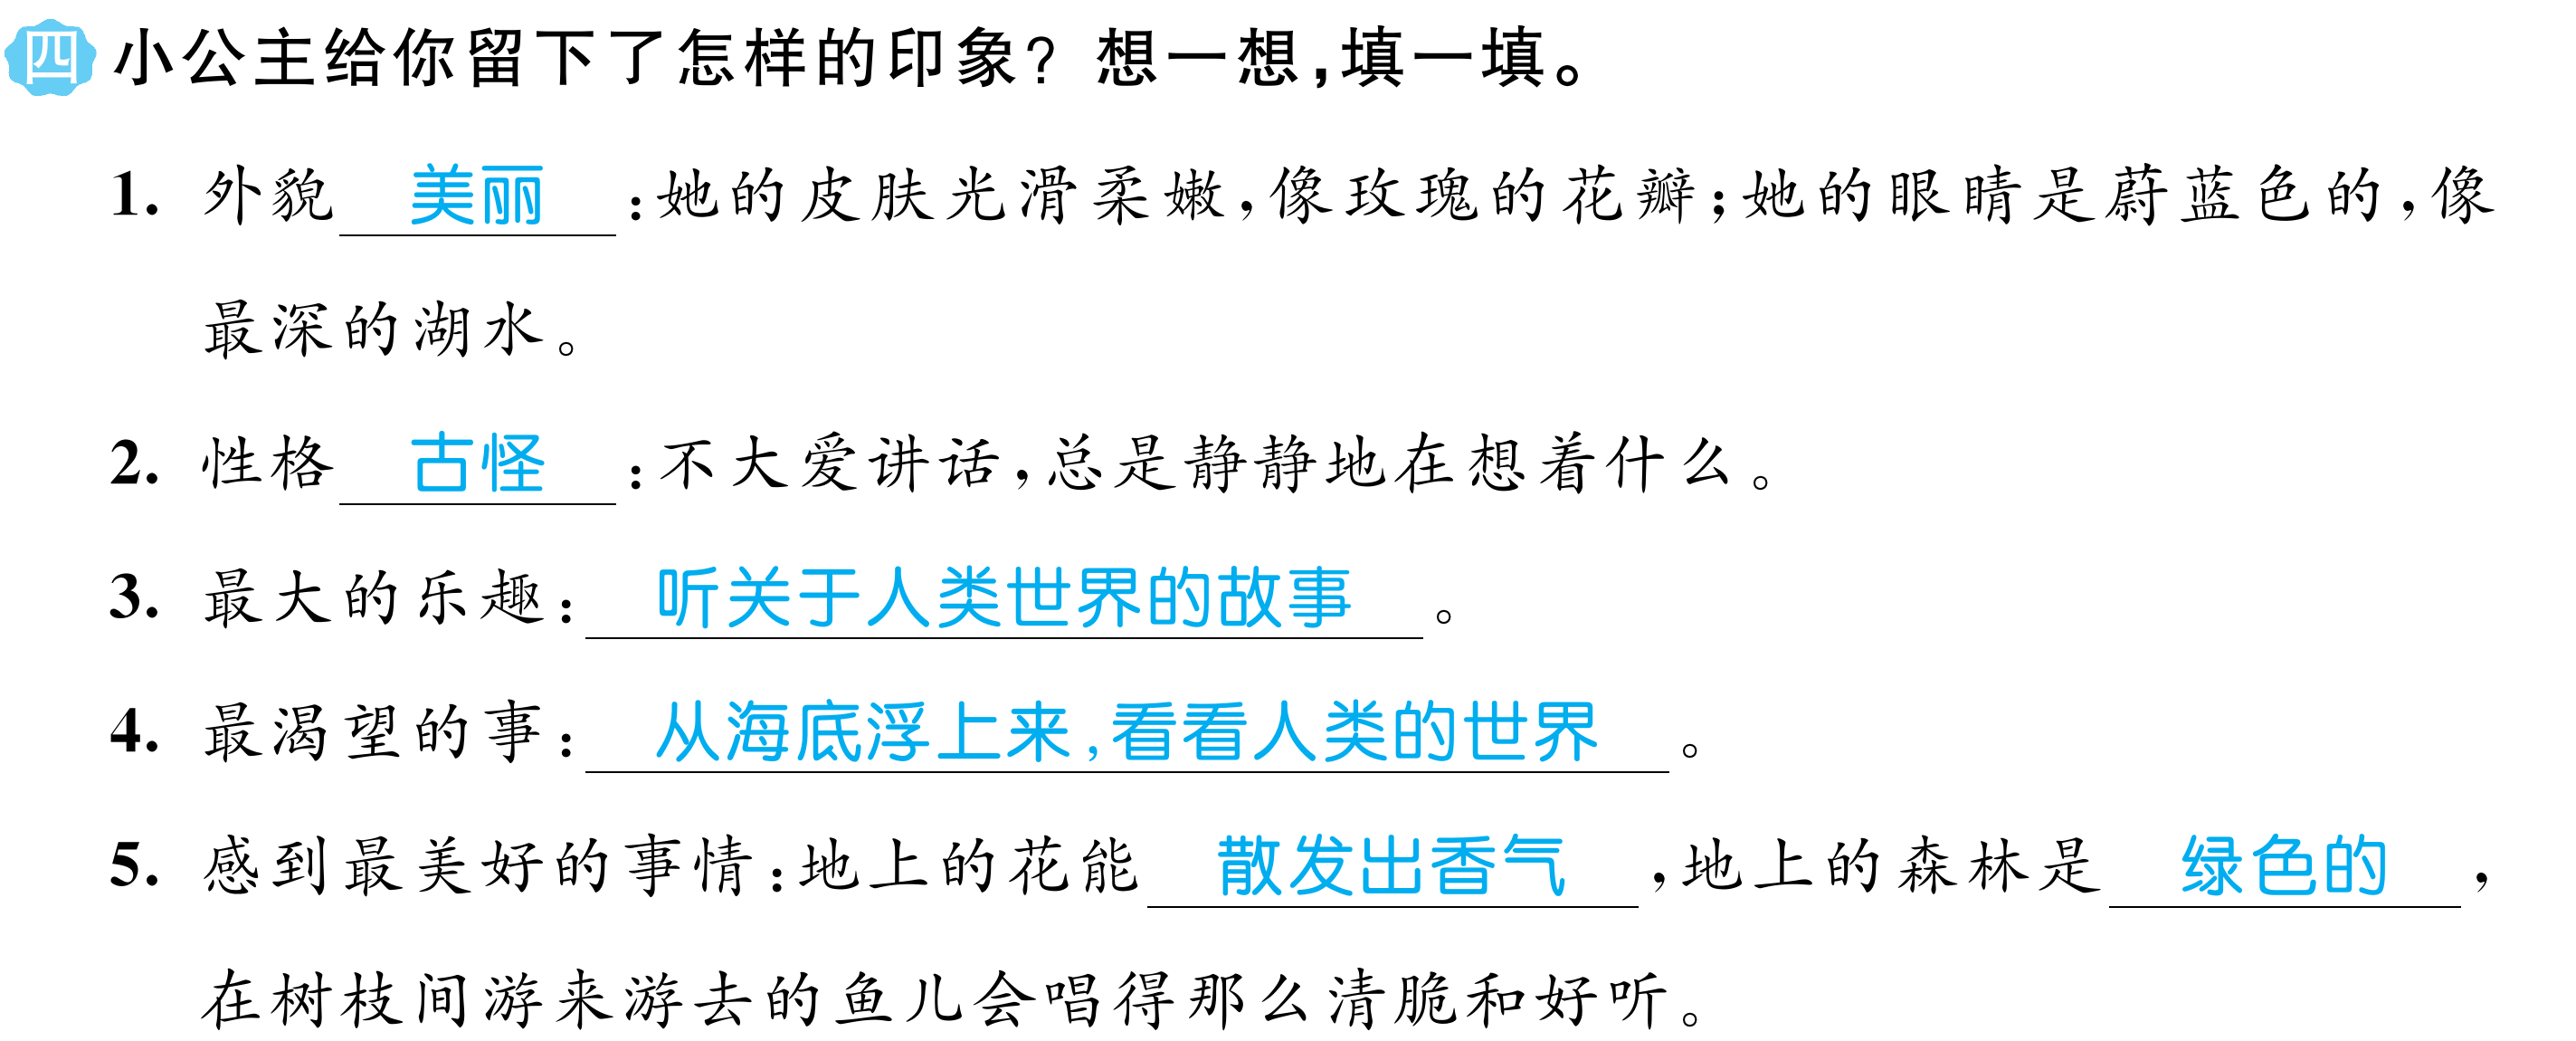 四 小公主给你留下了怎样的印象？想一想,填一填。
1. 外貌 美丽 :她的皮肤光滑柔嫩,像玫瑰的花瓣;她的眼睛是蔚蓝色的,像
最深的湖水。
2. 性格 古怪 :不大爱讲话,总是静静地在想着什么。
3. 最大的乐趣: 听关于人类世界的故事 。
4. 最渴望的事: 从海底浮上来,看看人类的世界 。
5. 感到最美好的事情:地上的花能 散发出香气 ,地上的森林是 绿色的 ,
在树枝间游来游去的鱼儿会唱得那么清脆和好听。